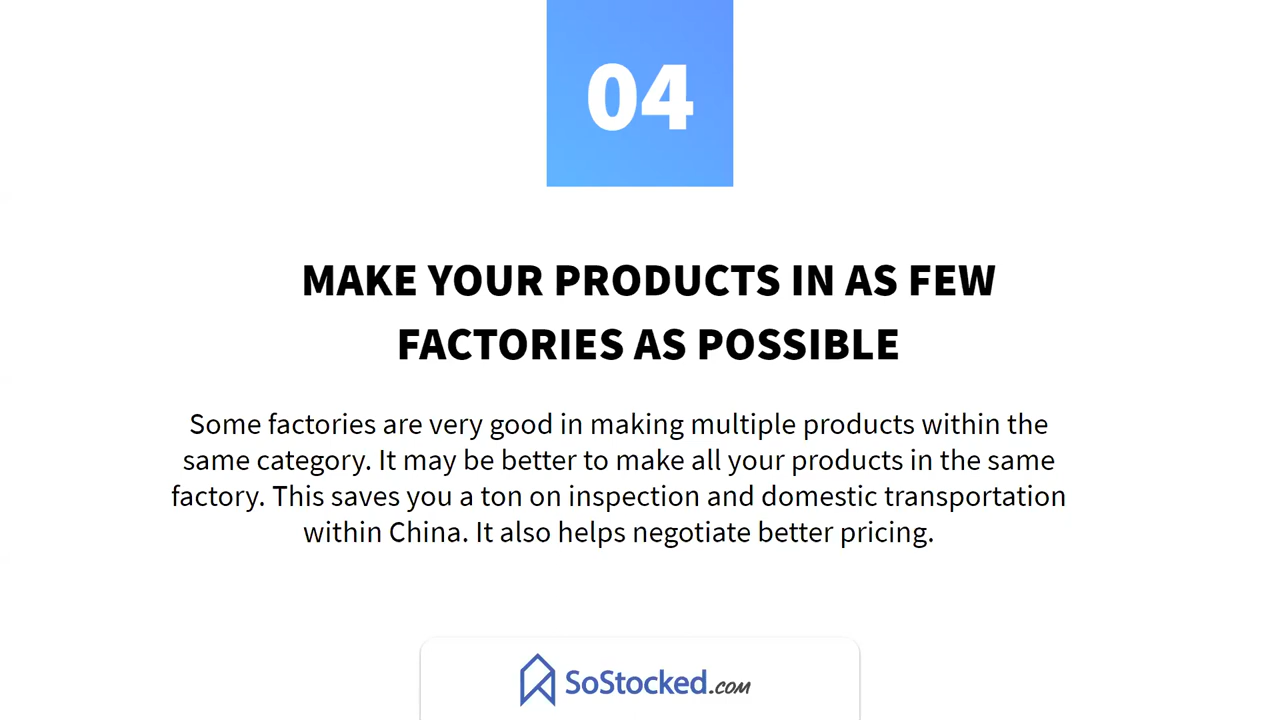 04
MAKE YOUR PRODUCTS IN AS FEW
FACTORIES AS POSSIBLE
Some factories are very good in making multiple products within the
same category. It may be better to make all your products in the same
factory. This saves you a ton on inspection and domestic transportation
within China. It also helps negotiate better pricing.
SoStocked.com